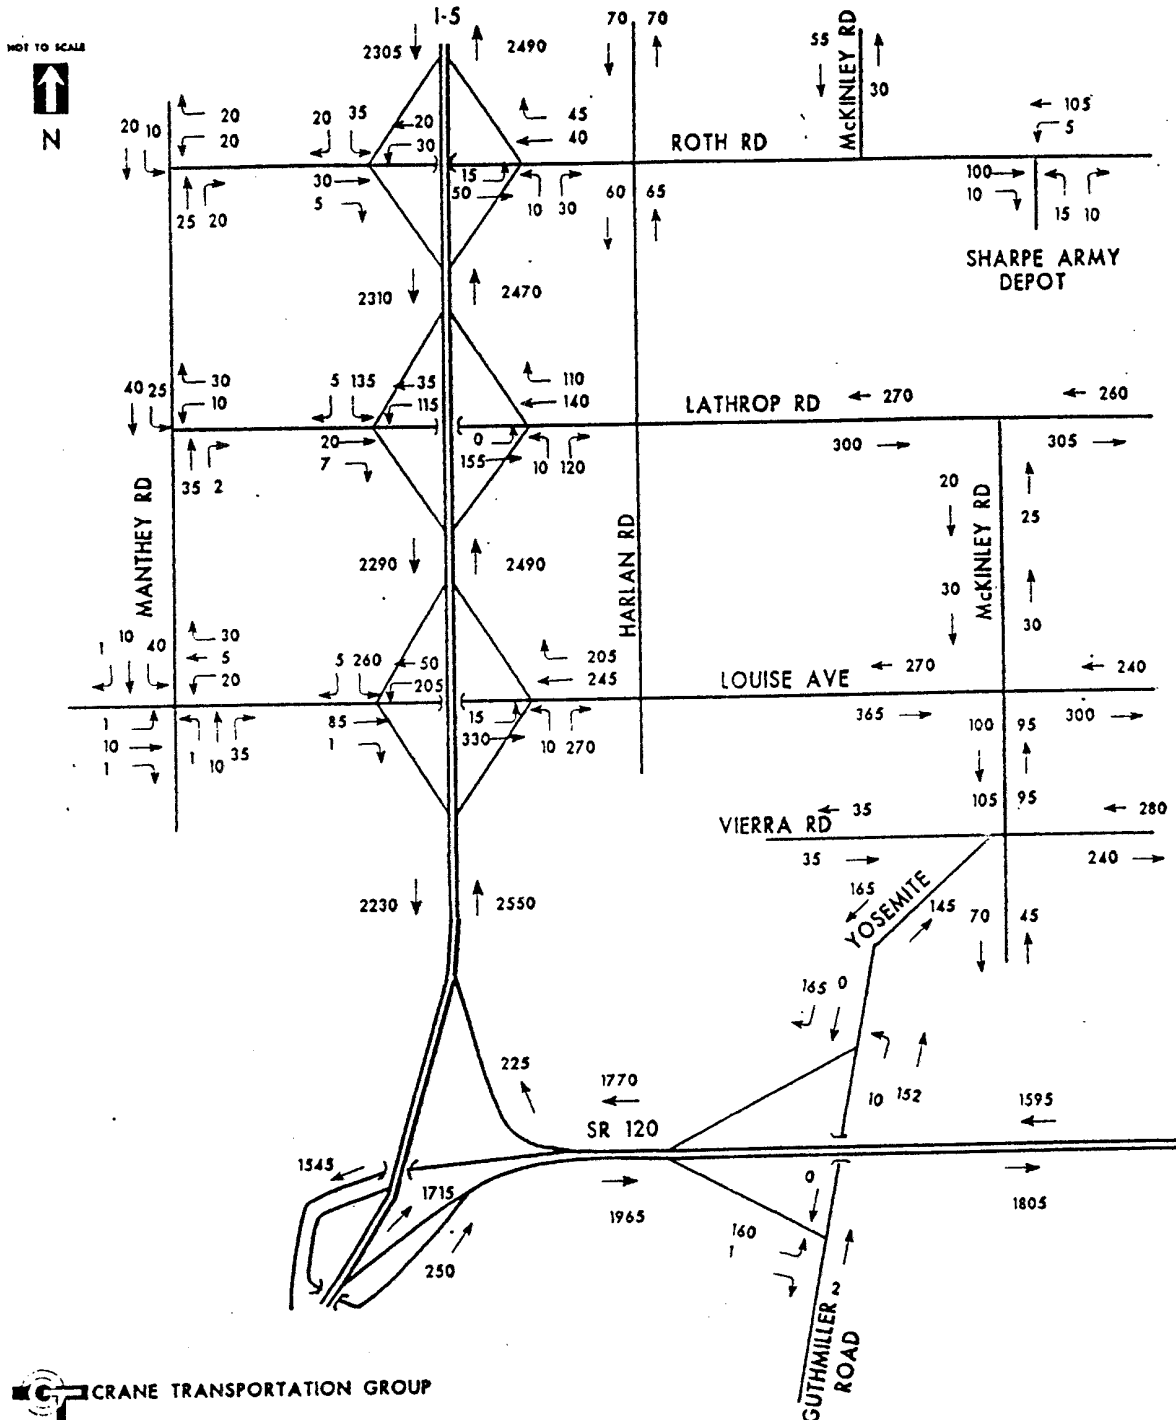 I-5
NOT TO SCALE
N
2305 2490
70 70
McKINLEY RD
55 30
20 10 20 20
20 35 20 30
45 40
ROTH RD
105 5
25 20
30 5
15 50
10 30
60 65
100 10
15 10
SHARPE ARMY
DEPOT
2310 2470
40 25 30 10
5 135 35 115
110 140
LATHROP RD
270 260
35 2
20 7
0 155
10 120
300 305
MANTHEY RD
HARLAN RD
McKINLEY RD
20 25
2290 2490
30 30
1 10 40 30 5 20
5 260 50 205
205 245
LOUISE AVE
270 240
1 10 1
1 10 35
85 1
15 330
10 270
365 300
100 95
105 95
VIERRA RD
35 280
35 240
2230 2550
YOSEMITE
165 145
70 45
165 0
225
10 152
1770
SR 120
1595
1545
1715
1965
0
1805
250
160
1
2
GUTHMILLER
ROAD
CRANE TRANSPORTATION GROUP